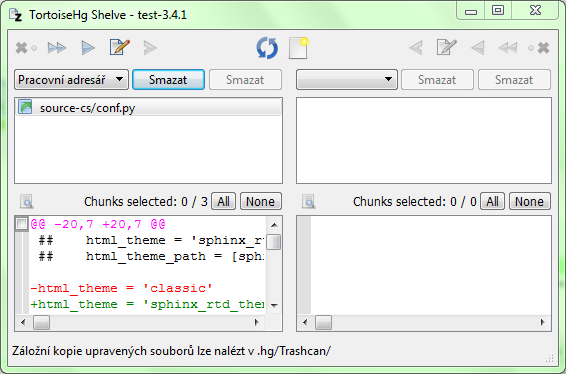 TortoiseHg Shelve - test-3.4.1
Pracovní adresář Smazat Smazat Smazat Smazat
source-cs/conf.py
Chunks selected: 0 / 3 All None Chunks selected: 0 / 0 All None
@@ -20,7 +20,7 @@
## html_theme = 'sphinx_rt
## html_theme_path = [sph
-html_theme = 'classic'
+html_theme = 'sphinx_rtd_the
Záložní kopie upravených souborů lze nalézt v .hg/Trashcan/